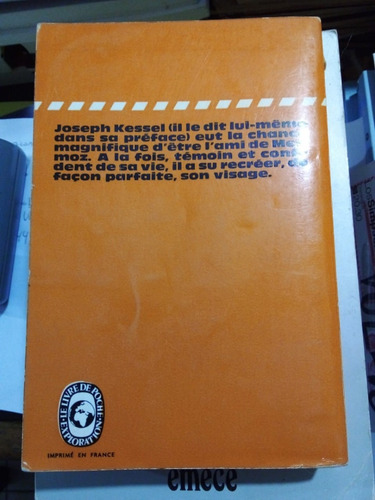 Joseph Kessel (il le dit lui-même
dans sa préface) eut la chance
magnifique d'être l'ami de Mer-
moz. A la fois, témoin et confi-
dent de sa vie, il a su recréer, de
façon parfaite, son visage.
LE LIVRE DE POCHE
EXPLORATION
IMPRIMÉ EN FRANCE
emece